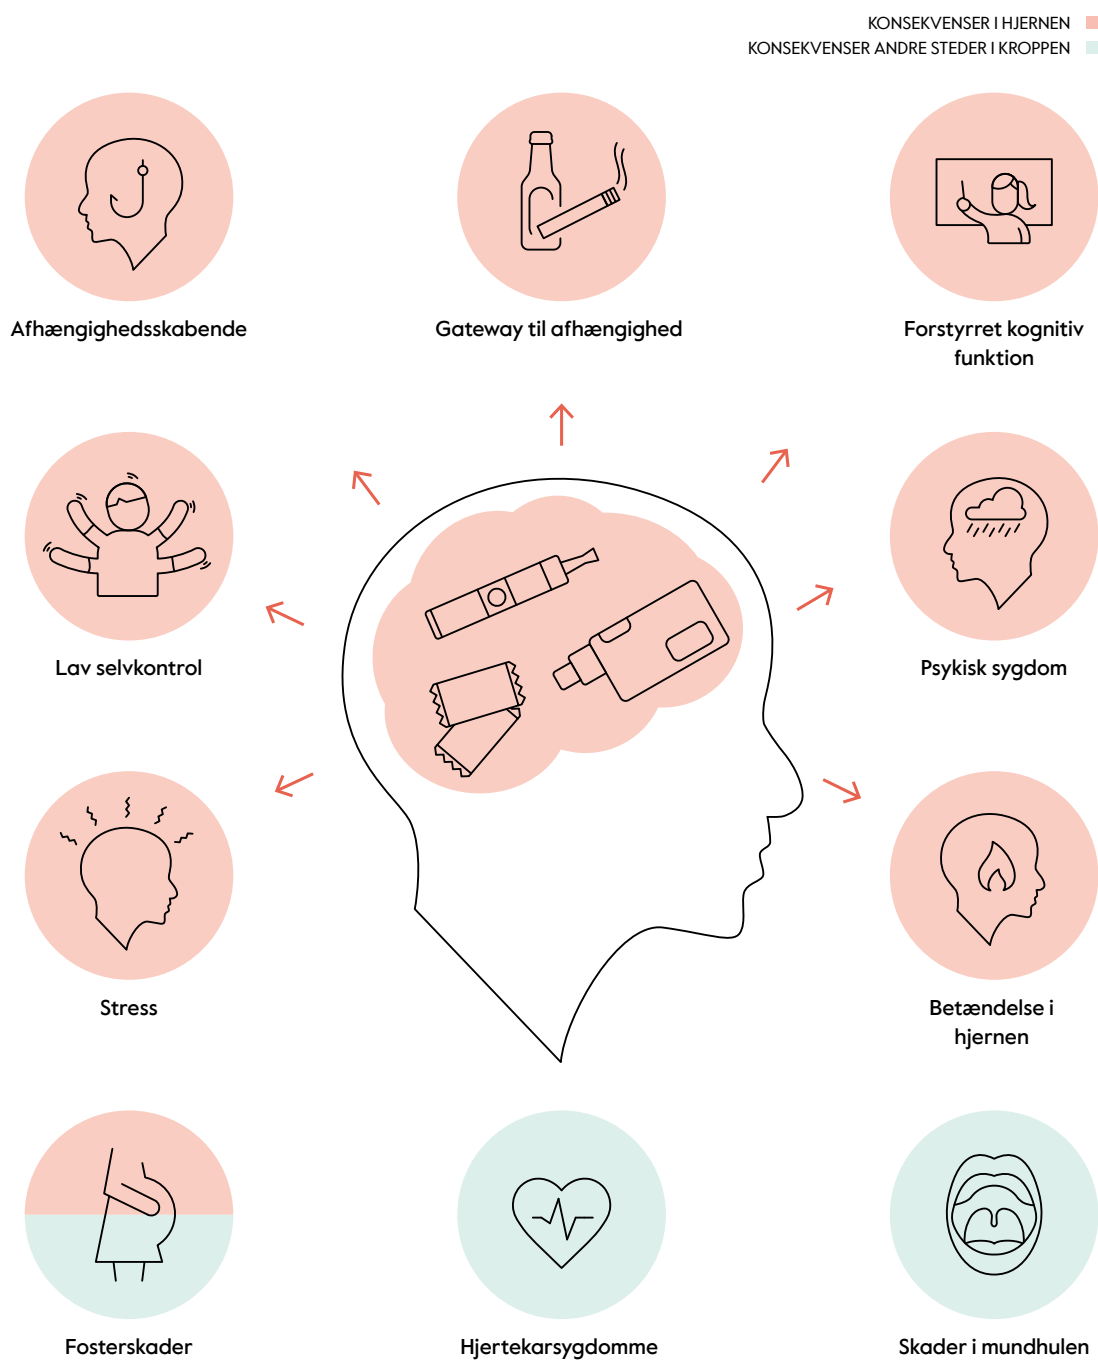 KONSEKVENSER I HJERNEN
KONSEKVENSER ANDRE STEDER I KROPPEN
Afhængighedsskabende
Gateway til afhængighed
Forstyrret kognitiv
funktion
Lav selvkontrol
Psykisk sygdom
Stress
Betændelse i
hjernen
Fosterskader
Hjertekarsygdomme
Skader i mundhulen